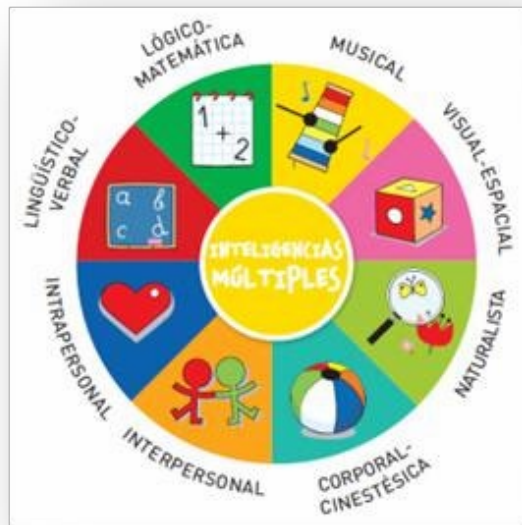 LÓGICO-
MATEMÁTICA
MUSICAL
VISUAL-ESPACIAL
NATURALISTA
CORPORAL-
CINESTÉSICA
INTERPERSONAL
INTRAPERSONAL
LINGÜÍSTICO-
VERBAL
1
+
2
a b
c d
INTELIGENCIAS
MÚLTIPLES